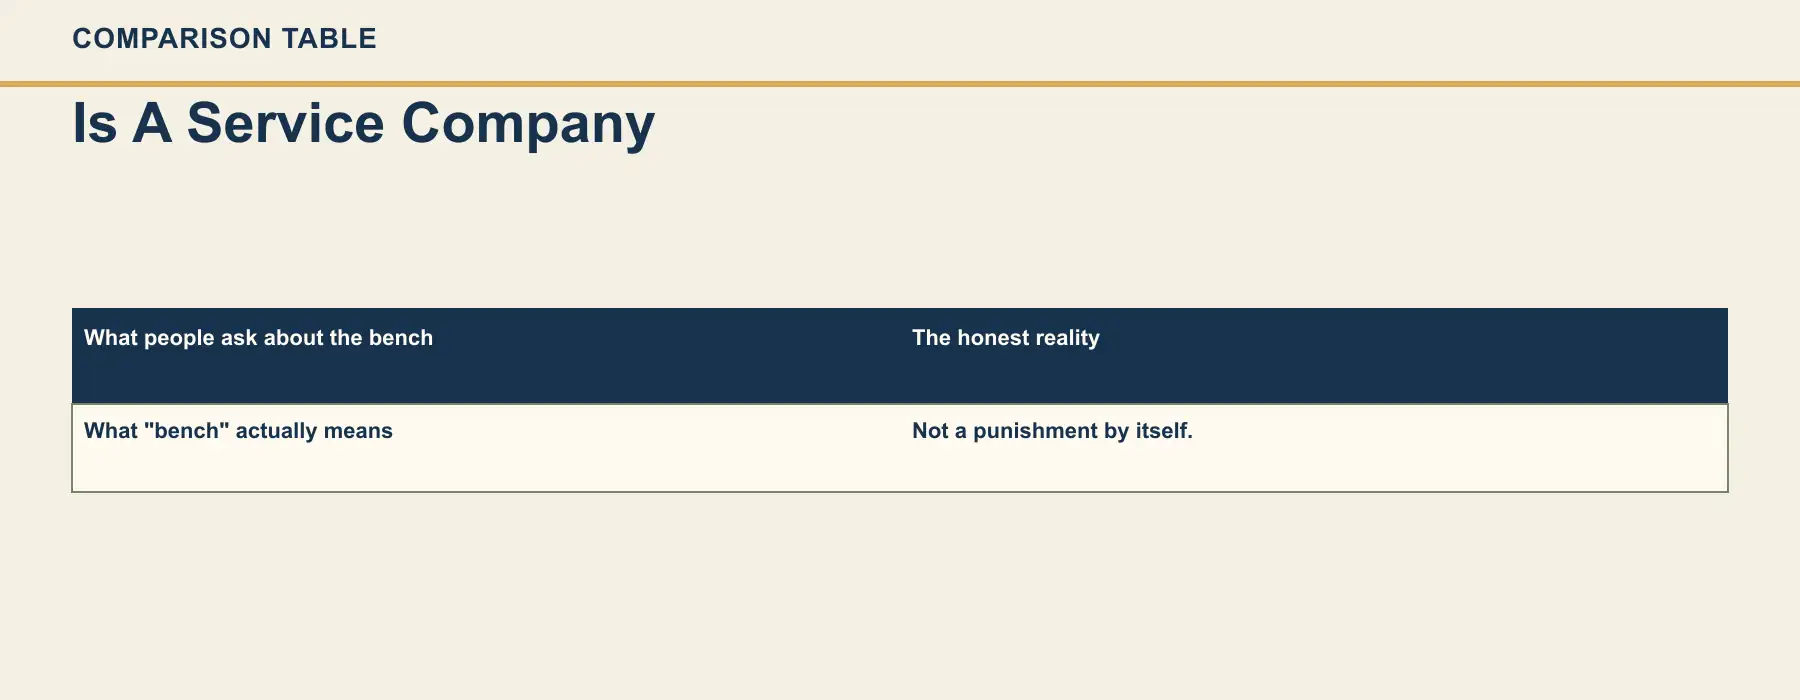 COMPARISON TABLE
Is A Service Company
What people ask about the bench
The honest reality
What "bench" actually means
Not a punishment by itself.